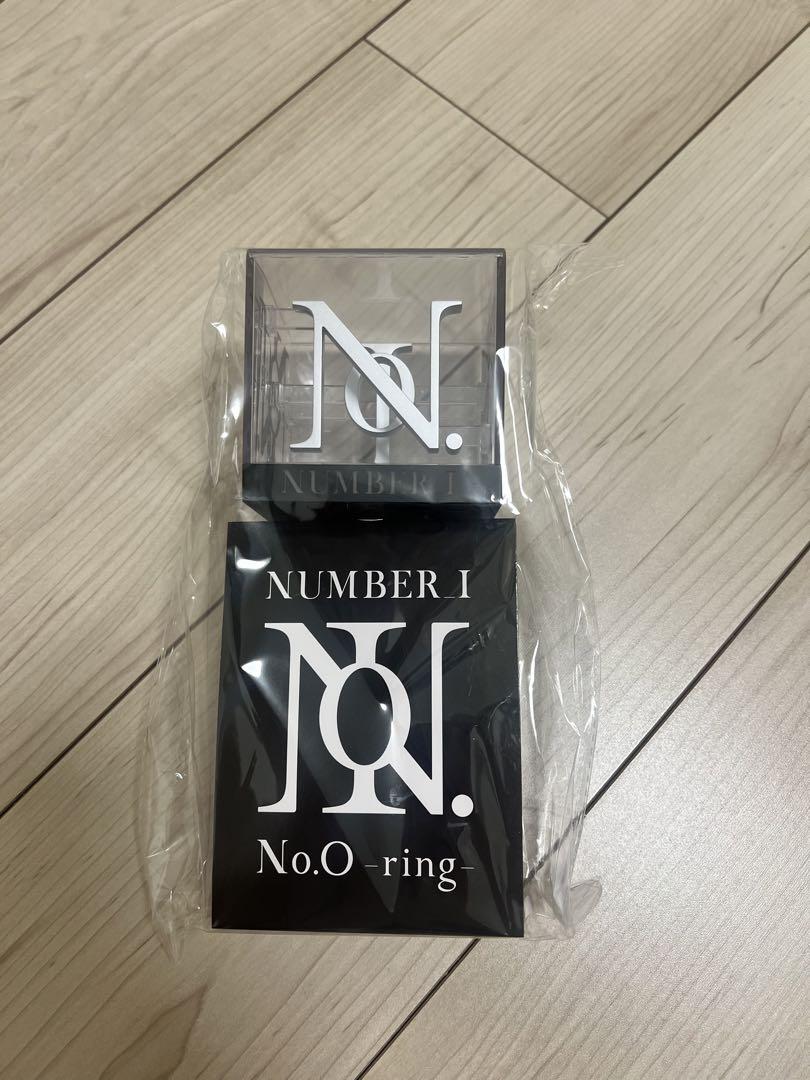 No.
I
NUMBER_I
NUMBER_I
No.I
No.O -ring-